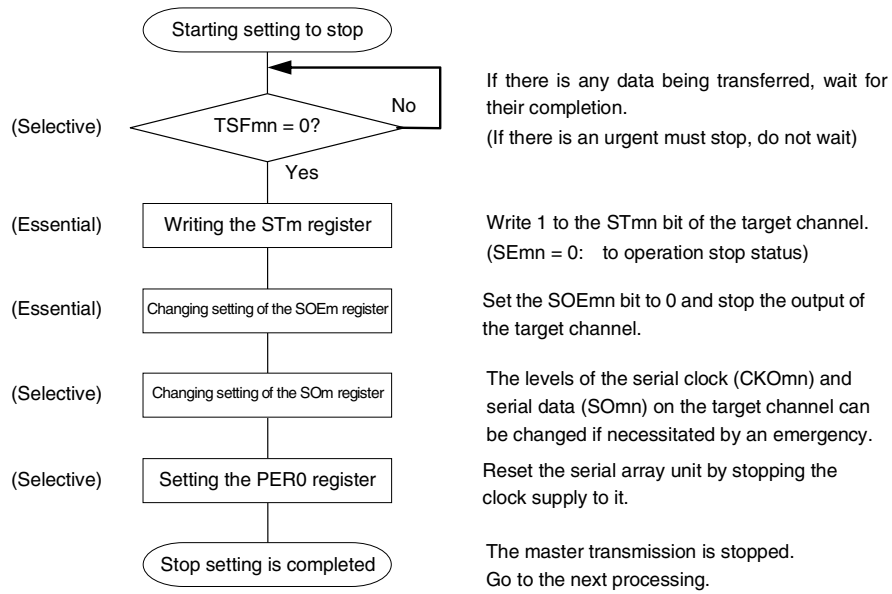 Starting setting to stop
No
If there is any data being transferred, wait for
their completion.
(Selective)
TSFmn = 0?
(If there is an urgent must stop, do not wait)
Yes
(Essential)
Writing the STm register
Write 1 to the STmn bit of the target channel.
(SEmn = 0: to operation stop status)
(Essential)
Changing setting of the SOEm register
Set the SOEmn bit to 0 and stop the output of
the target channel.
(Selective)
Changing setting of the SOm register
The levels of the serial clock (CKOmn) and
serial data (SOmn) on the target channel can
be changed if necessitated by an emergency.
(Selective)
Setting the PER0 register
Reset the serial array unit by stopping the
clock supply to it.
Stop setting is completed
The master transmission is stopped.
Go to the next processing.